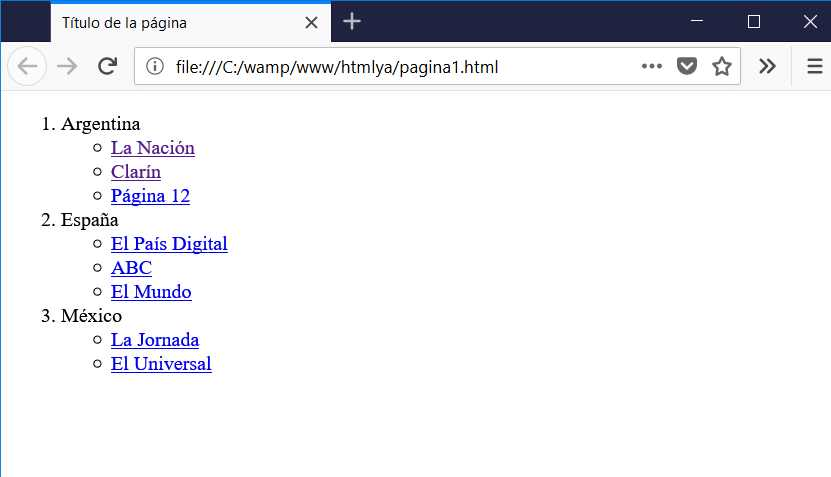 Título de la página
file:///C:/wamp/www/htmlya/pagina1.html
1. Argentina
La Nación
Clarín
Página 12
2. España
El País Digital
ABC
El Mundo
3. México
La Jornada
El Universal